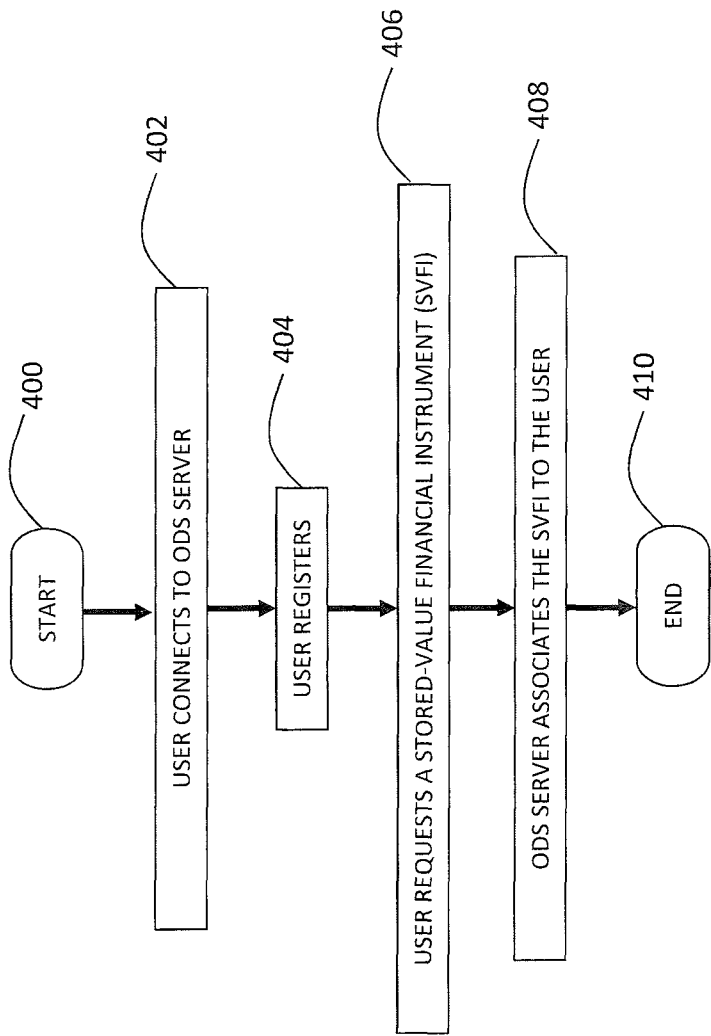 START
400
USER CONNECTS TO ODS SERVER
402
USER REGISTERS
404
USER REQUESTS A STORED-VALUE FINANCIAL INSTRUMENT (SVFI)
406
ODS SERVER ASSOCIATES THE SVFI TO THE USER
408
END
410